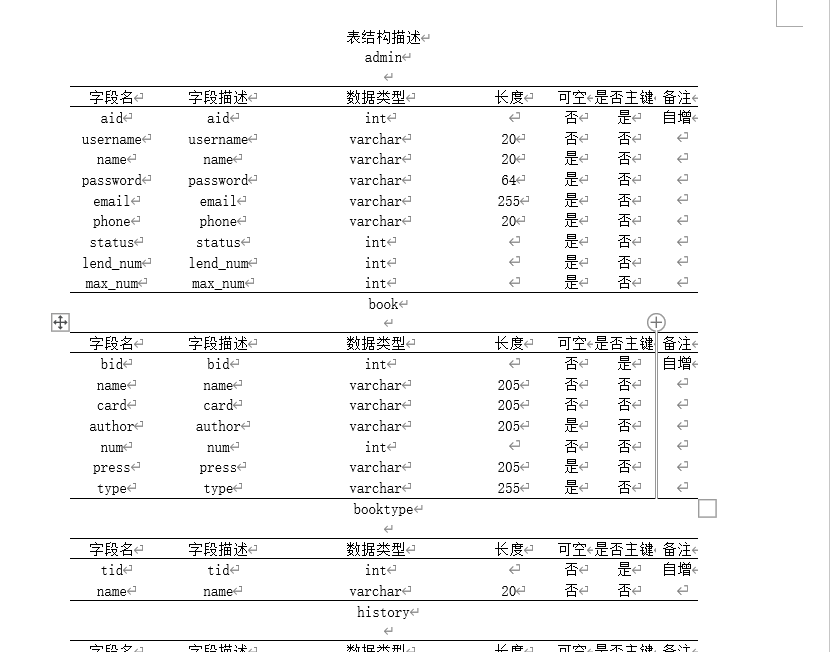 表结构描述
admin
字段名 字段描述 数据类型 长度 可空 是否主键 备注
aid aid int 否 是 自增
username username varchar 20 否 否
name name varchar 20 是 否
password password varchar 64 是 否
email email varchar 255 是 否
phone phone varchar 20 是 否
status status int 是 否
lend_num lend_num int 是 否
max_num max_num int 是 否
book
字段名 字段描述 数据类型 长度 可空 是否主键 备注
bid bid int 否 是 自增
name name varchar 205 否 否
card card varchar 205 否 否
author author varchar 205 是 否
num num int 否 否
press press varchar 205 是 否
type type varchar 255 是 否
booktype
字段名 字段描述 数据类型 长度 可空 是否主键 备注
tid tid int 否 是 自增
name name varchar 20 否 否
history
字段名 字段描述 数据类型 长度 可空 是否主键 备注